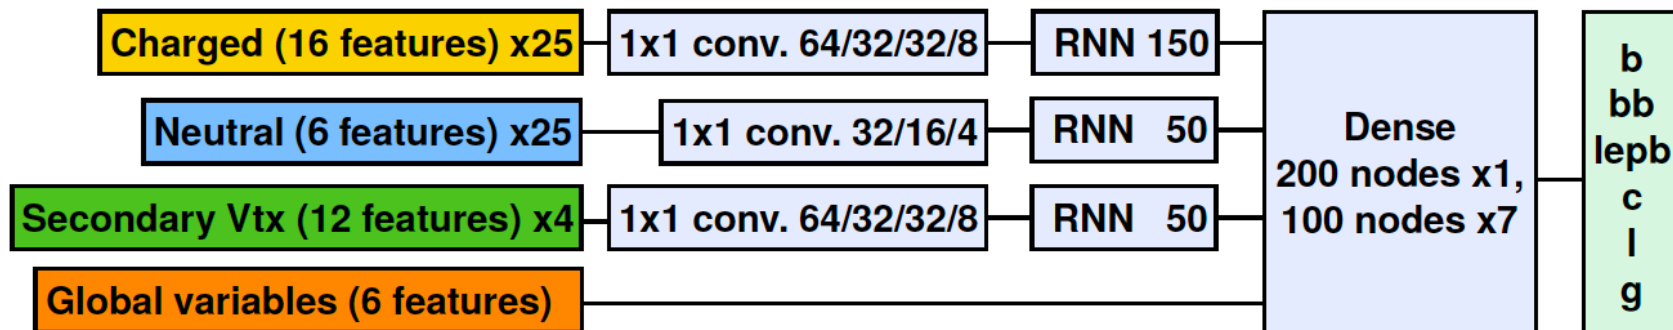 Charged (16 features) x25
1x1 conv. 64/32/32/8
RNN 150
Neutral (6 features) x25
1x1 conv. 32/16/4
RNN 50
Secondary Vtx (12 features) x4
1x1 conv. 64/32/32/8
RNN 50
Global variables (6 features)
Dense
200 nodes x1,
100 nodes x7
b
bb
lepb
c
l
g